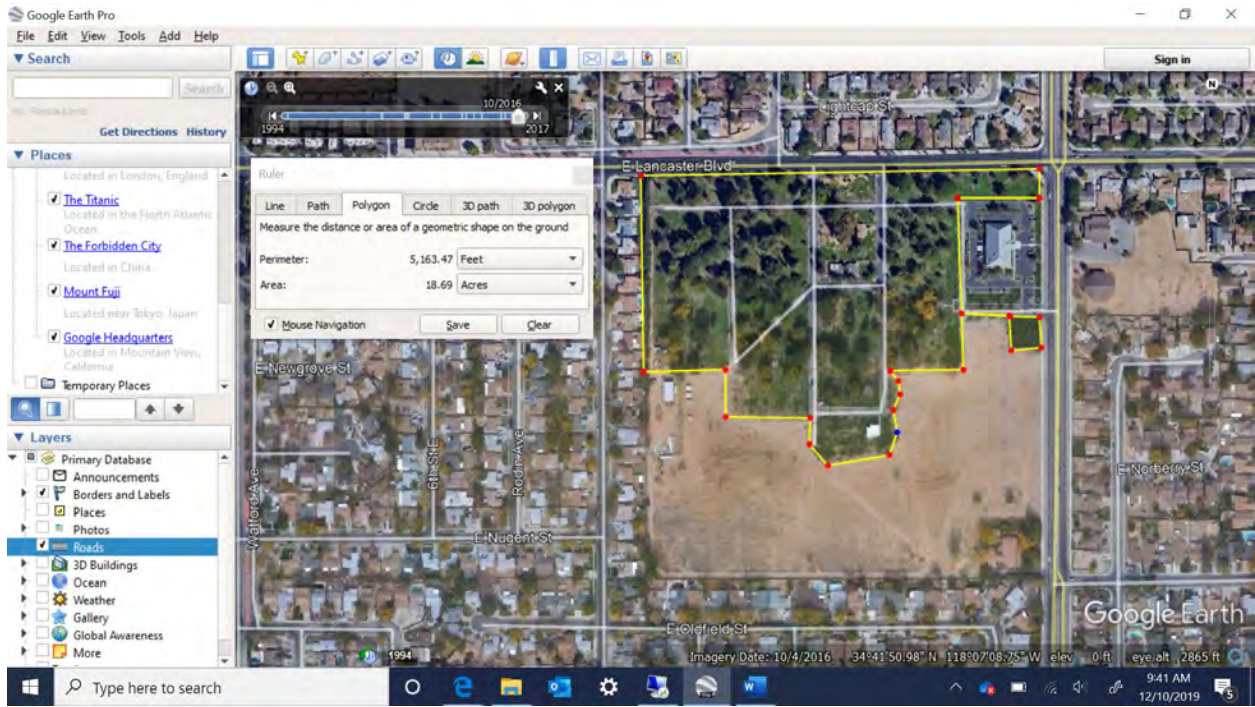 Google Earth Pro
File Edit View Tools Add Help
Search
Search
Get Directions History
Places
Located in London, England
The Titanic
Located in the North Atlantic
Ocean
The Forbidden City
Located in China
Mount Fuji
Located near Tokyo, Japan
Google Headquarters
Located in Mountain View,
California
Temporary Places
Layers
Primary Database
Announcements
Borders and Labels
Places
Photos
Roads
3D Buildings
Ocean
Weather
Gallery
Global Awareness
More
Sign in
10/2016
1994 2017
Ruler
Line Path Polygon Circle 3D path 3D polygon
Measure the distance or area of a geometric shape on the ground
Perimeter: 5,163.47 Feet
Area: 18.69 Acres
Mouse Navigation Save Clear
N
Lightcap St
E Lancaster Blvd
E Newgrove St
Watford Ave
6th St E
Rodin Ave
E Nugent St
E Norberry St
E Oldfield St
Google Earth
1994
Imagery Date: 10/4/2016 34°41'50.98" N 118°07'08.75" W elev 0 ft eye alt 2865 ft
Type here to search
9:41 AM
12/10/2019
5